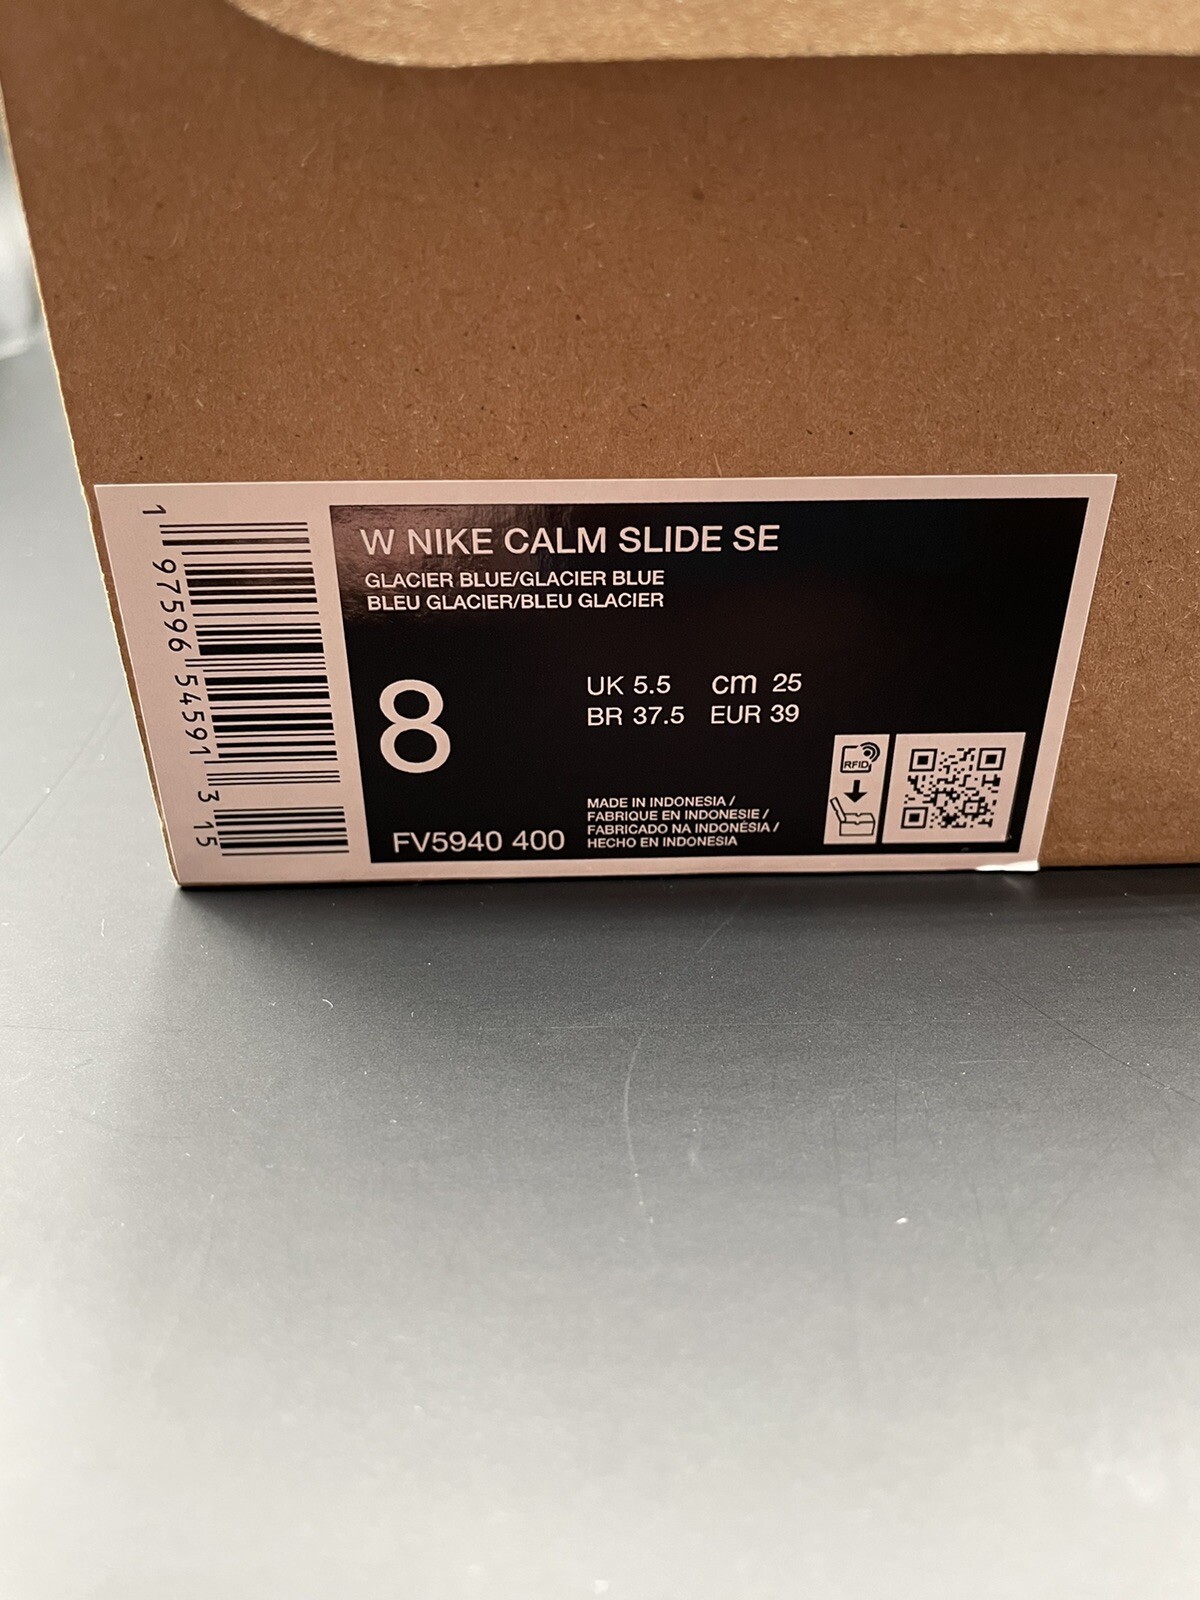 W NIKE CALM SLIDE SE
GLACIER BLUE/GLACIER BLUE
BLEU GLACIER/BLEU GLACIER
8
UK 5.5 cm 25
BR 37.5 EUR 39
FV5940 400
MADE IN INDONESIA /
FABRIQUE EN INDONESIE /
FABRICADO NA INDONÉSIA /
HECHO EN INDONESIA
RFID
1 97596 54591 3 15